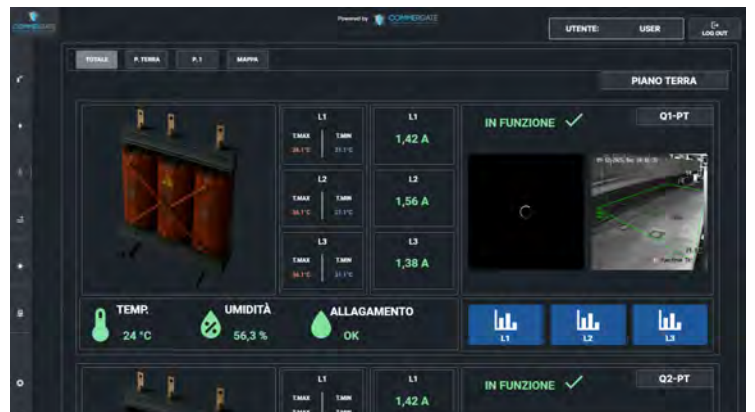 Powered by COMMERGATE
COMMERGATE
UTENTE: USER
LOG OUT
TOTALE P. TERRA P.1 MAPPA
PIANO TERRA
L1 L1
T.MAX T.MIN
1,42 A
IN FUNZIONE
Q1-PT
L2 L2
T.MAX T.MIN
1,56 A
L3 L3
T.MAX T.MIN
1,38 A
TEMP. UMIDITÀ ALLAGAMENTO
24 °C 56,3 % OK
L1 L2 L3
L1 L1
T.MAX T.MIN
1,42 A
IN FUNZIONE
Q2-PT
L2